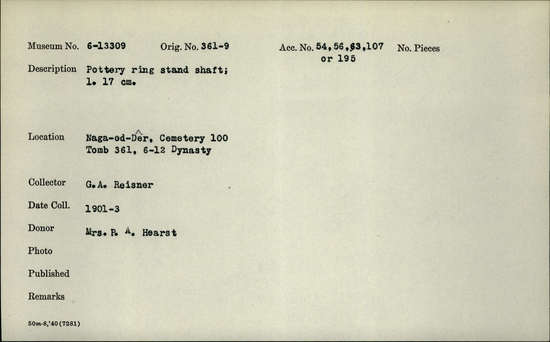 Museum No. 6-13309 Orig. No. 361-9 Acc. No. 54,56,63,107 No. Pieces
or 195
Description Pottery ring stand shaft;
l. 17 cm.
Location Naga-ed-Dêr, Cemetery 100
Tomb 361, 6-12 Dynasty
Collector G.A. Reisner
Date Coll. 1901-3
Donor Mrs. P. A. Hearst
Photo
Published
Remarks
50m-8,'40(7281)